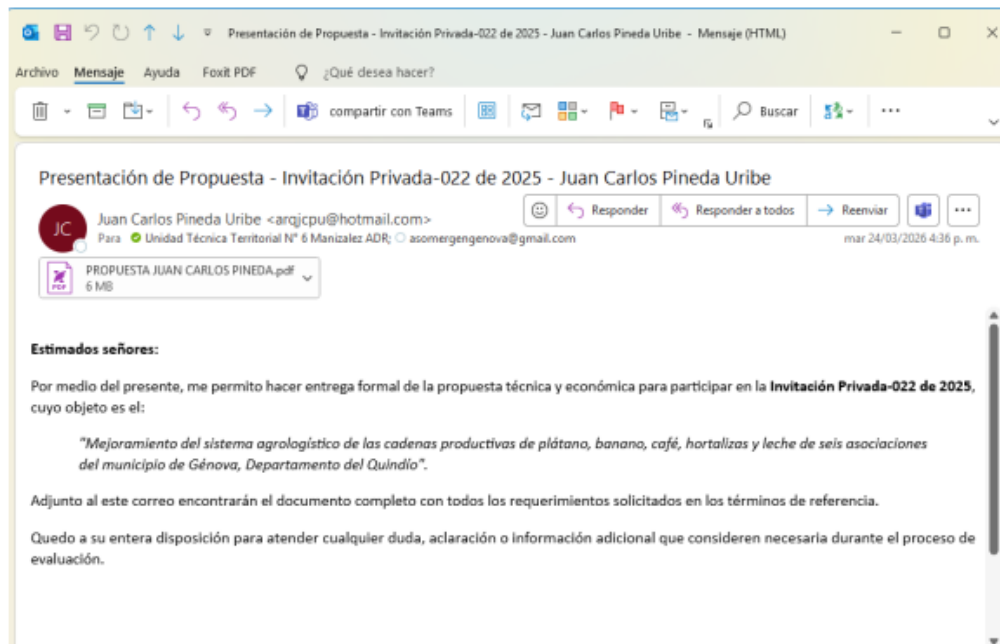 Presentación de Propuesta - Invitación Privada-022 de 2025 - Juan Carlos Pineda Uribe - Mensaje (HTML)
Archivo Mensaje Ayuda Foxit PDF ¿Qué desea hacer?
compartir con Teams Buscar
Presentación de Propuesta - Invitación Privada-022 de 2025 - Juan Carlos Pineda Uribe
JC
Juan Carlos Pineda Uribe <arqjcpu@hotmail.com>
Responder Responder a todos Reenviar
Para Unidad Técnica Territorial N° 6 Manizalez ADR; asomergengenova@gmail.com
mar 24/03/2026 4:36 p. m.
PROPUESTA JUAN CARLOS PINEDA.pdf
6 MB
Estimados señores:
Por medio del presente, me permito hacer entrega formal de la propuesta técnica y económica para participar en la Invitación Privada-022 de 2025,
cuyo objeto es el:
"Mejoramiento del sistema agrologístico de las cadenas productivas de plátano, banano, café, hortalizas y leche de seis asociaciones
del municipio de Génova, Departamento del Quindío".
Adjunto al este correo encontrarán el documento completo con todos los requerimientos solicitados en los términos de referencia.
Quedo a su entera disposición para atender cualquier duda, aclaración o información adicional que consideren necesaria durante el proceso de
evaluación.